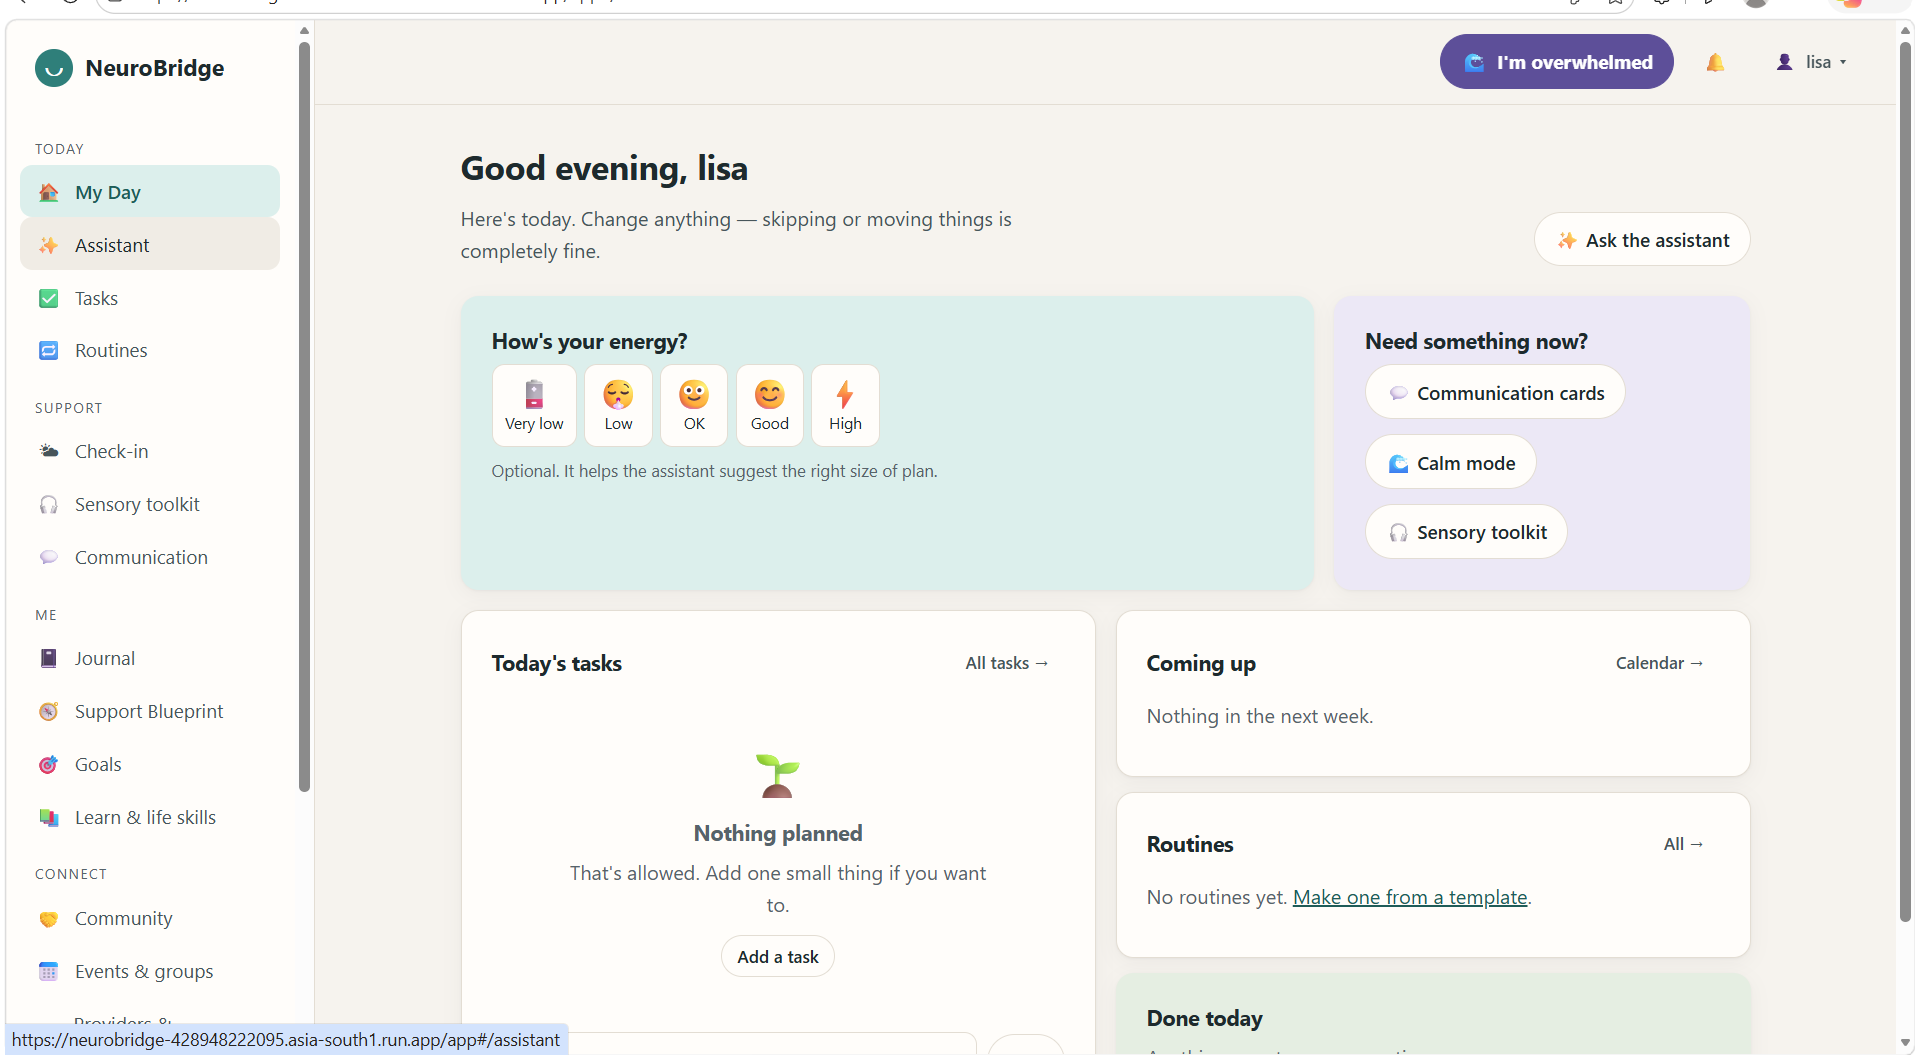 NeuroBridge
I'm overwhelmed
lisa
TODAY
My Day
Assistant
Tasks
Routines
SUPPORT
Check-in
Sensory toolkit
Communication
ME
Journal
Support Blueprint
Goals
Learn & life skills
CONNECT
Community
Events & groups
Providers &
Good evening, lisa
Here's today. Change anything — skipping or moving things is
completely fine.
Ask the assistant
How's your energy?
Very low
Low
OK
Good
High
Optional. It helps the assistant suggest the right size of plan.
Need something now?
Communication cards
Calm mode
Sensory toolkit
Today's tasks
All tasks →
Nothing planned
That's allowed. Add one small thing if you want
to.
Add a task
Coming up
Calendar →
Nothing in the next week.
Routines
All →
No routines yet. Make one from a template.
Done today
https://neurobridge-428948222095.asia-south1.run.app/app#/assistant